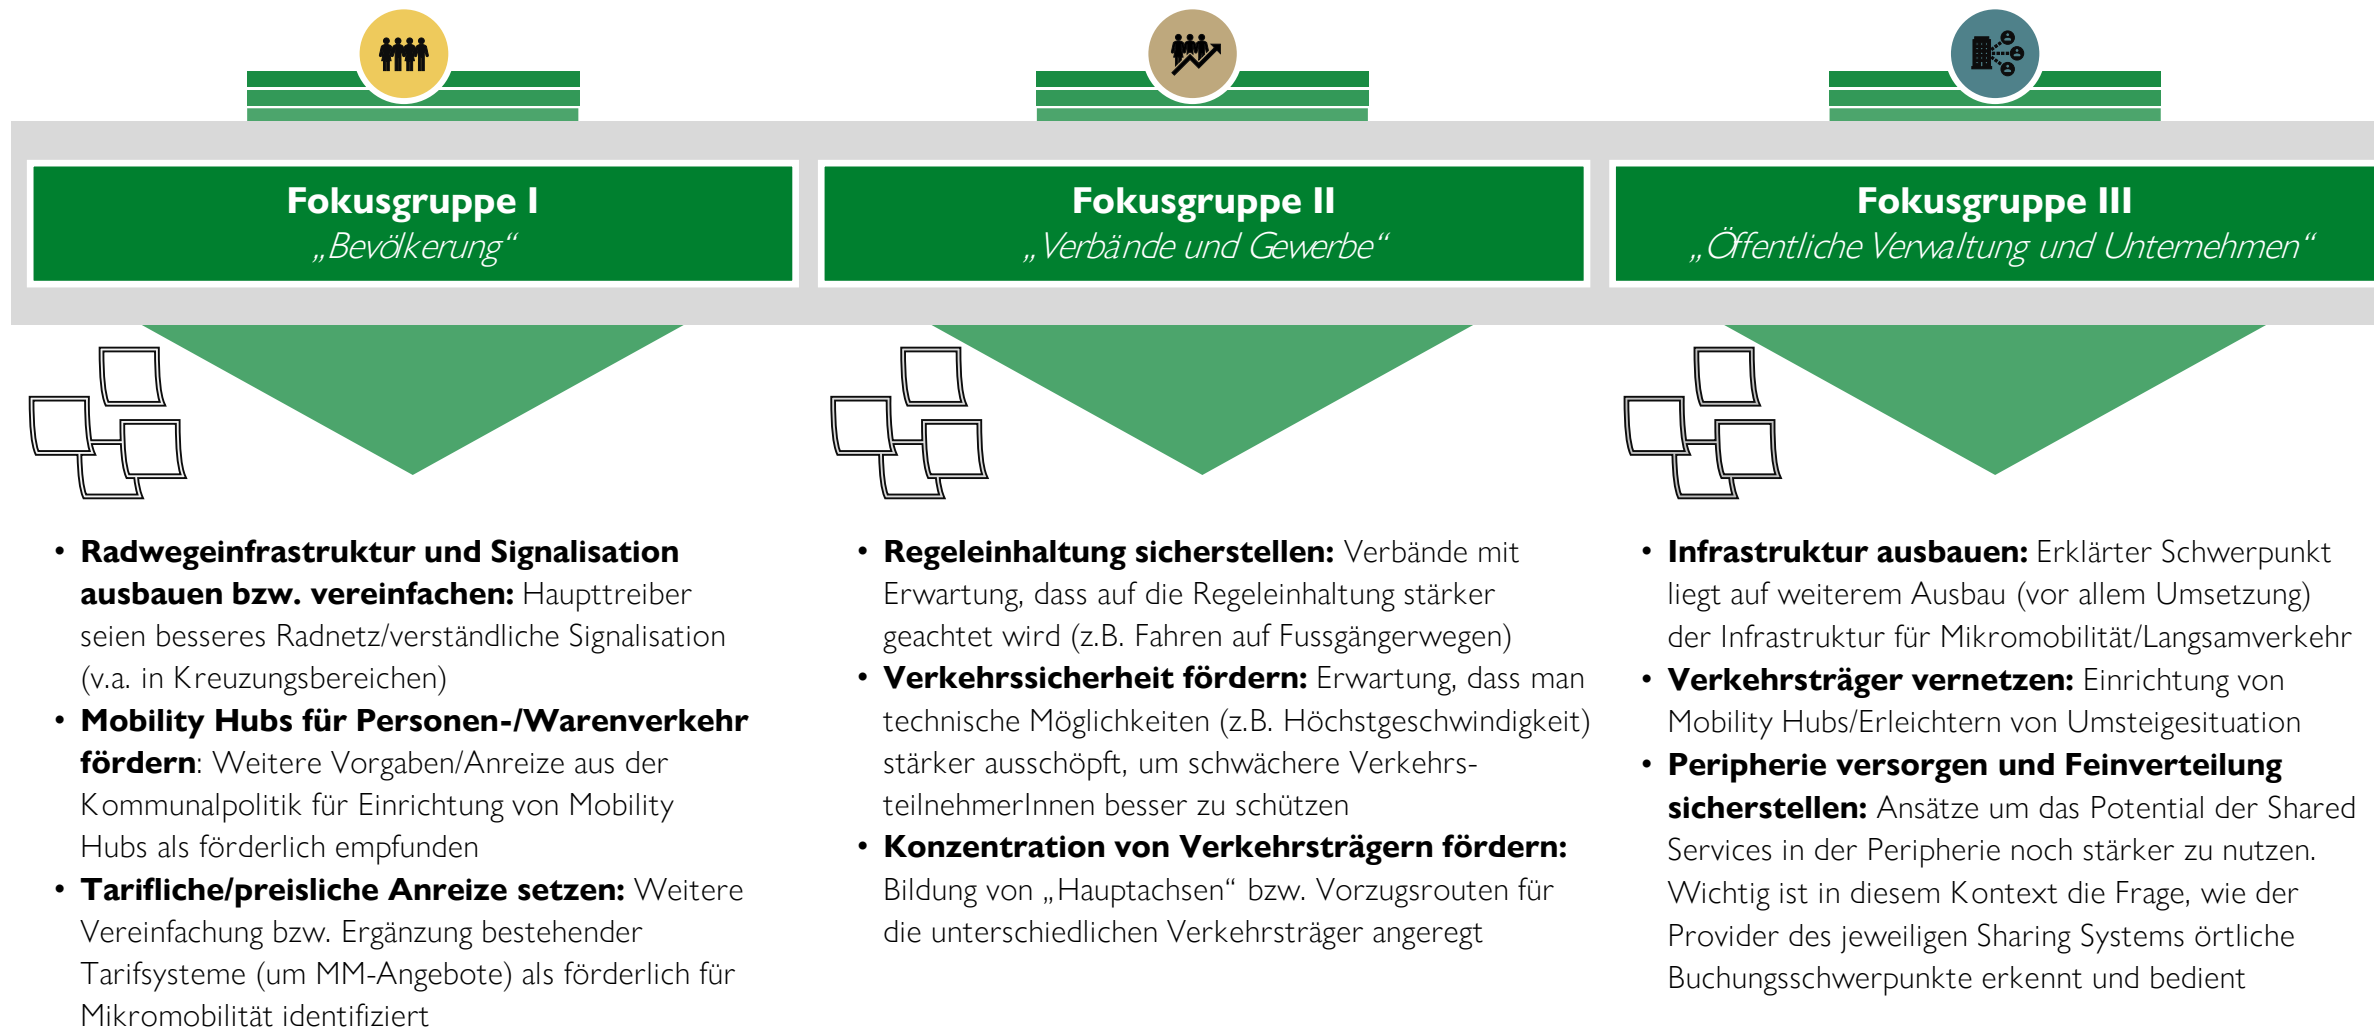 Fokusgruppe I
„Bevölkerung“
• Radwegeinfrastruktur und Signalisation
ausbauen bzw. vereinfachen: Haupttreiber
seien besseres Radnetz/verständliche Signalisation
(v.a. in Kreuzungsbereichen)
• Mobility Hubs für Personen-/Warenverkehr
fördern: Weitere Vorgaben/Anreize aus der
Kommunalpolitik für Einrichtung von Mobility
Hubs als förderlich empfunden
• Tarifliche/preisliche Anreize setzen: Weitere
Vereinfachung bzw. Ergänzung bestehender
Tarifsysteme (um MM-Angebote) als förderlich für
Mikromobilität identifiziert
Fokusgruppe II
„Verbände und Gewerbe“
• Regeleinhaltung sicherstellen: Verbände mit
Erwartung, dass auf die Regeleinhaltung stärker
geachtet wird (z.B. Fahren auf Fussgängerwegen)
• Verkehrssicherheit fördern: Erwartung, dass man
technische Möglichkeiten (z.B. Höchstgeschwindigkeit)
stärker ausschöpft, um schwächere Verkehrs-
teilnehmerInnen besser zu schützen
• Konzentration von Verkehrsträgern fördern:
Bildung von „Hauptachsen“ bzw. Vorzugsrouten für
die unterschiedlichen Verkehrsträger angeregt
Fokusgruppe III
„Öffentliche Verwaltung und Unternehmen“
• Infrastruktur ausbauen: Erklärter Schwerpunkt
liegt auf weiterem Ausbau (vor allem Umsetzung)
der Infrastruktur für Mikromobilität/Langsamverkehr
• Verkehrsträger vernetzen: Einrichtung von
Mobility Hubs/Erleichtern von Umsteigesituation
• Peripherie versorgen und Feinverteilung
sicherstellen: Ansätze um das Potential der Shared
Services in der Peripherie noch stärker zu nutzen.
Wichtig ist in diesem Kontext die Frage, wie der
Provider des jeweiligen Sharing Systems örtliche
Buchungsschwerpunkte erkennt und bedient